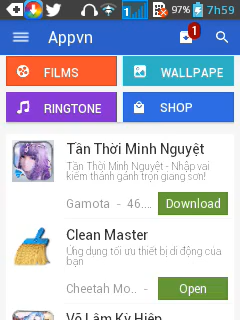 97% 7h59
Appvn 1
FILMS WALLPAPE
RINGTONE SHOP
Tân Thời Minh Nguyệt
Tân Thời Minh Nguyệt - Nhập vai
kiếm thánh gánh trọn giang sơn!
Gamota - 46.... Download
Clean Master
Ứng dụng tối ưu thiết bị di động của
bạn
Cheetah Mo.. - Open
Võ Lâm Kỳ Hiệp